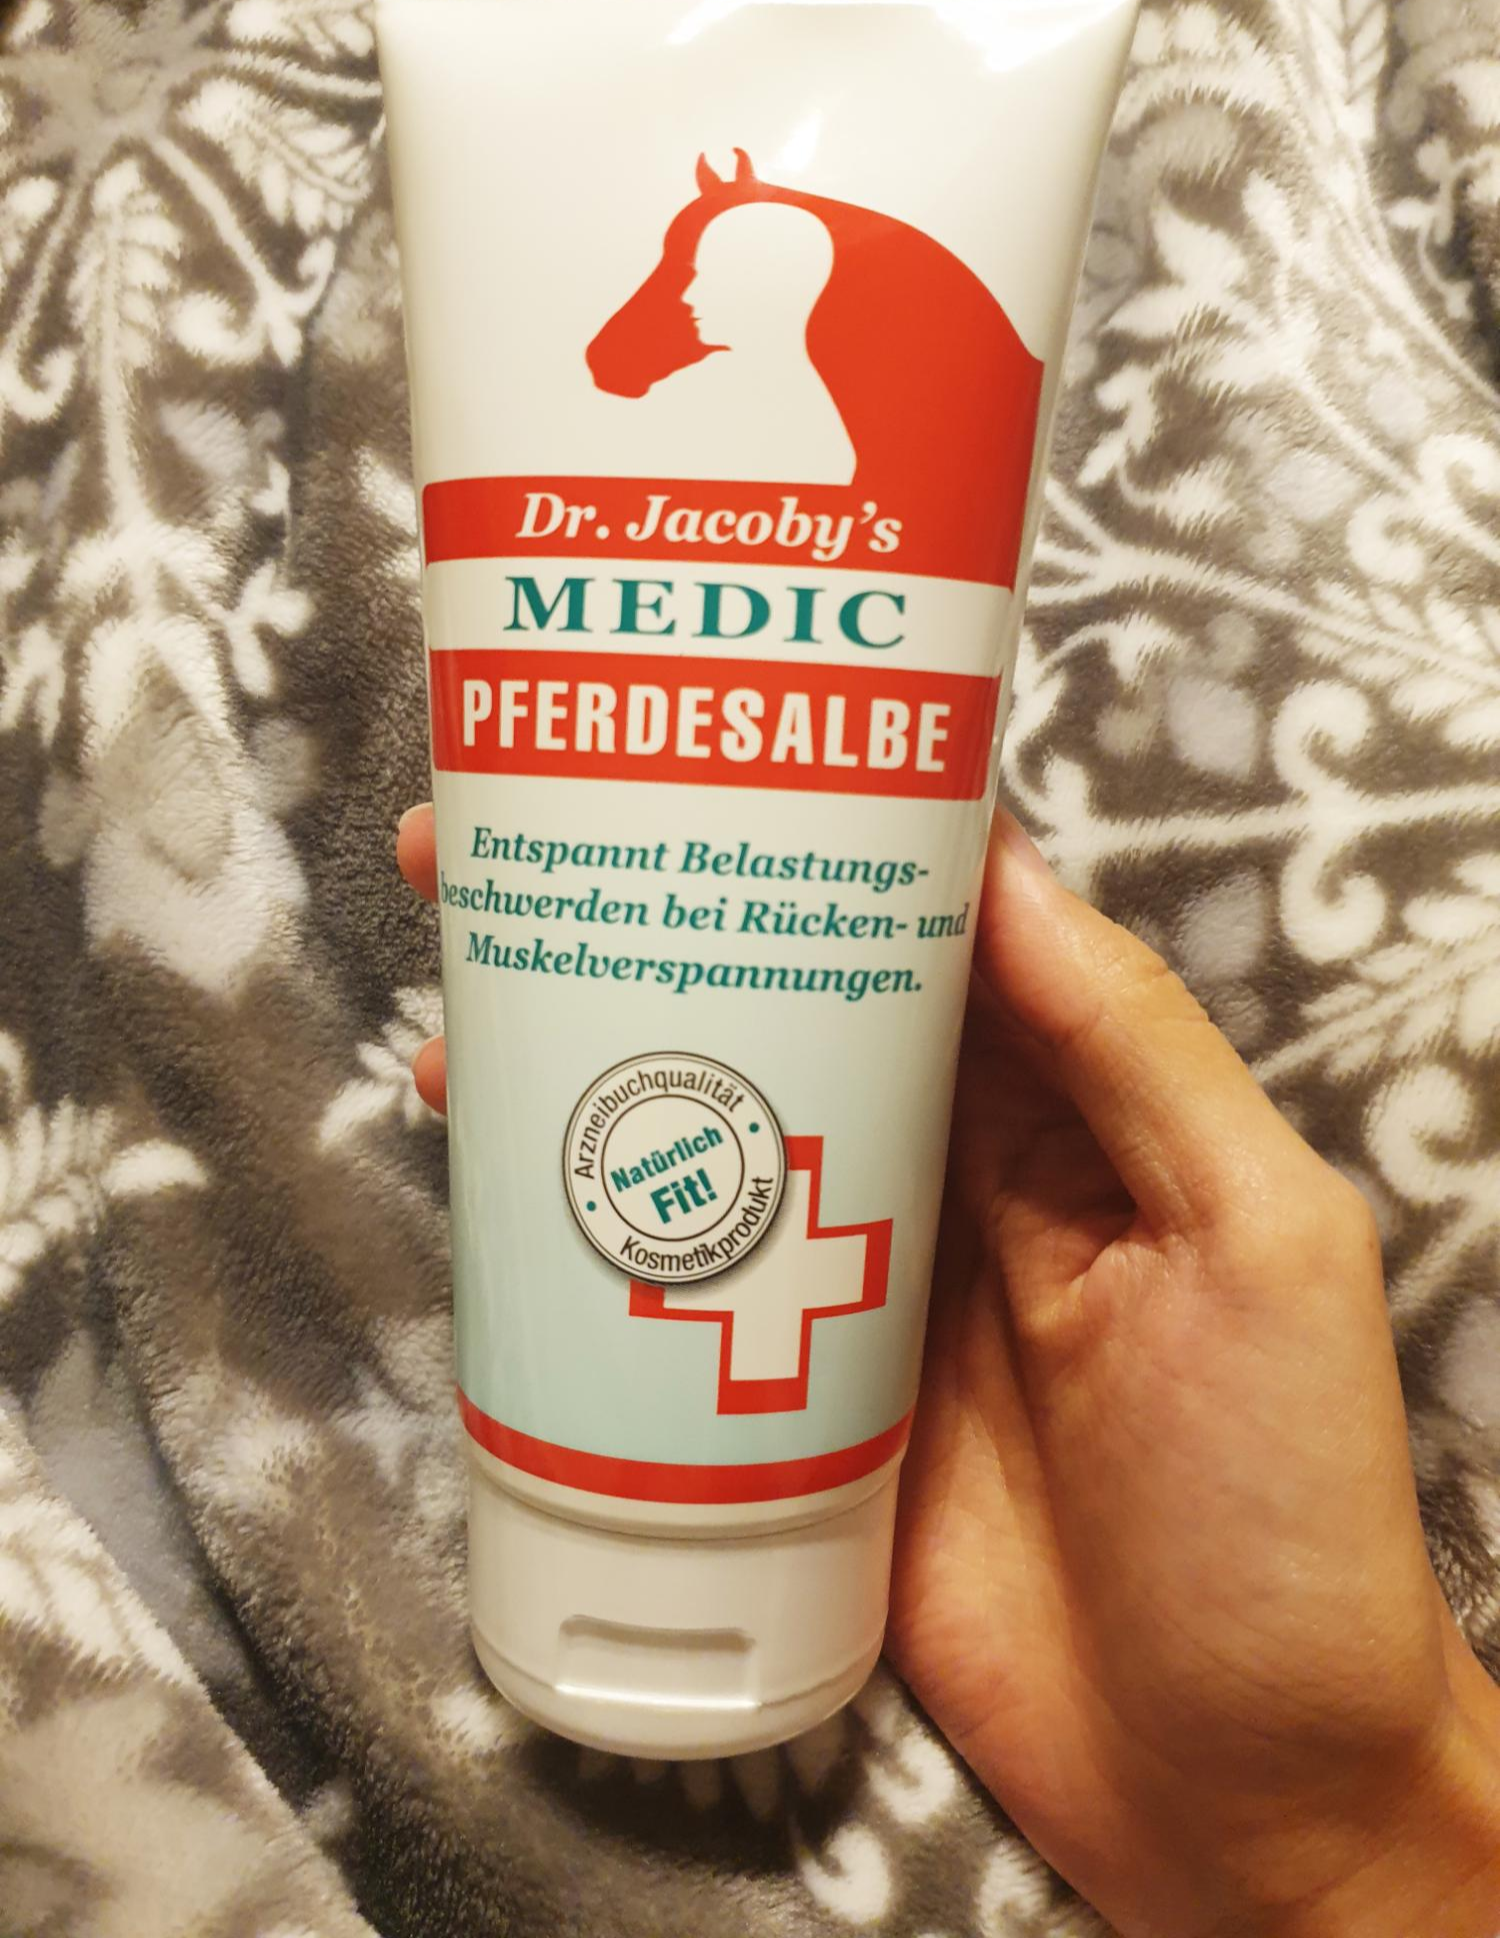 Dr. Jacoby's
MEDIC
PFERDESALBE
Entspannt Belastungs-
beschwerden bei Rücken- und
Muskelverspannungen.
Arzneibuchqualität
Natürlich
Fit!
Kosmetikprodukt